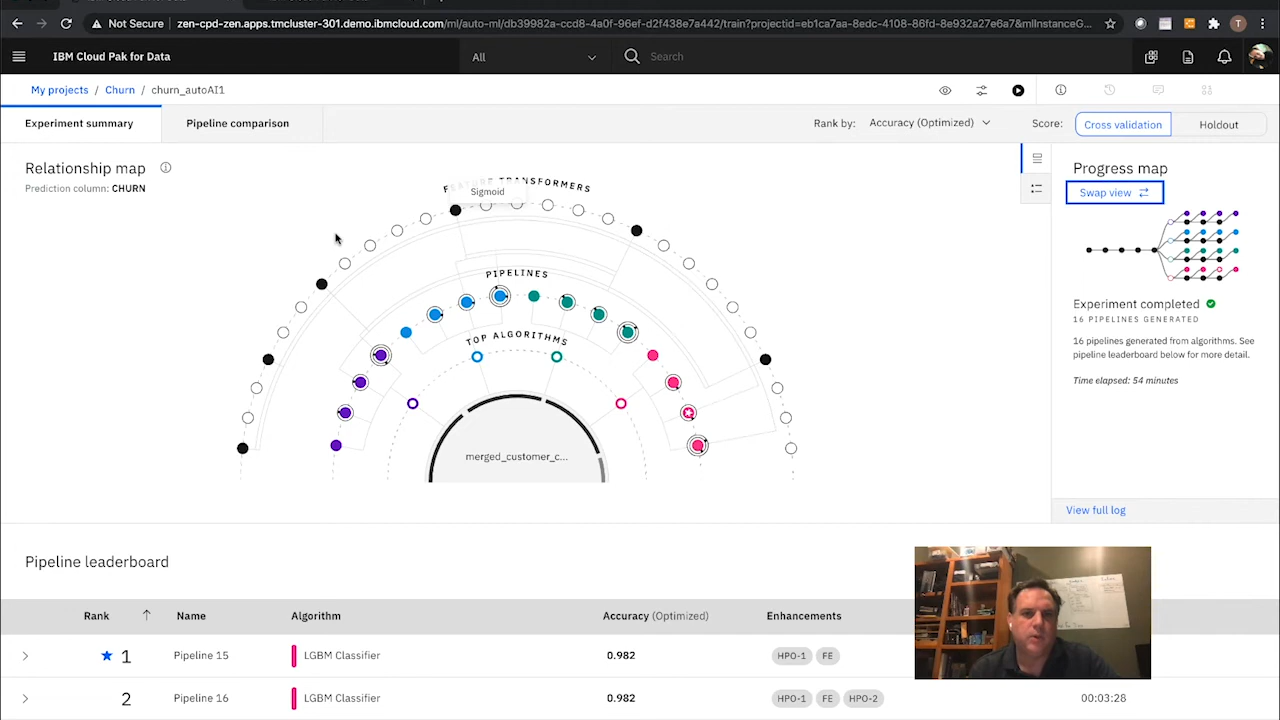 Not Secure | zen-cpd-zen.apps.tmcluster-301.demo.ibmcloud.com/ml/auto-ml/db39982a-ccd8-4a0f-96ef-d2f438e7a442/train?projectid=eb1ca7aa-8edc-4108-86fd-8e932a27e6a7&mlInstanceG...
T
IBM Cloud Pak for Data
All
Search
My projects / Churn / churn_autoAI1
Experiment summary
Pipeline comparison
Rank by: Accuracy (Optimized)
Score: Cross validation Holdout
Relationship map
Prediction column: CHURN
Sigmoid
TRANSFORMERS
PIPELINES
TOP ALGORITHMS
merged_customer_c...
Progress map
Swap view
Experiment completed
16 PIPELINES GENERATED
16 pipelines generated from algorithms. See
pipeline leaderboard below for more detail.
Time elapsed: 54 minutes
View full log
Pipeline leaderboard
Rank Name Algorithm Accuracy (Optimized) Enhancements
1 Pipeline 15 LGBM Classifier 0.982 HPO-1 FE
2 Pipeline 16 LGBM Classifier 0.982 HPO-1 FE HPO-2 00:03:28